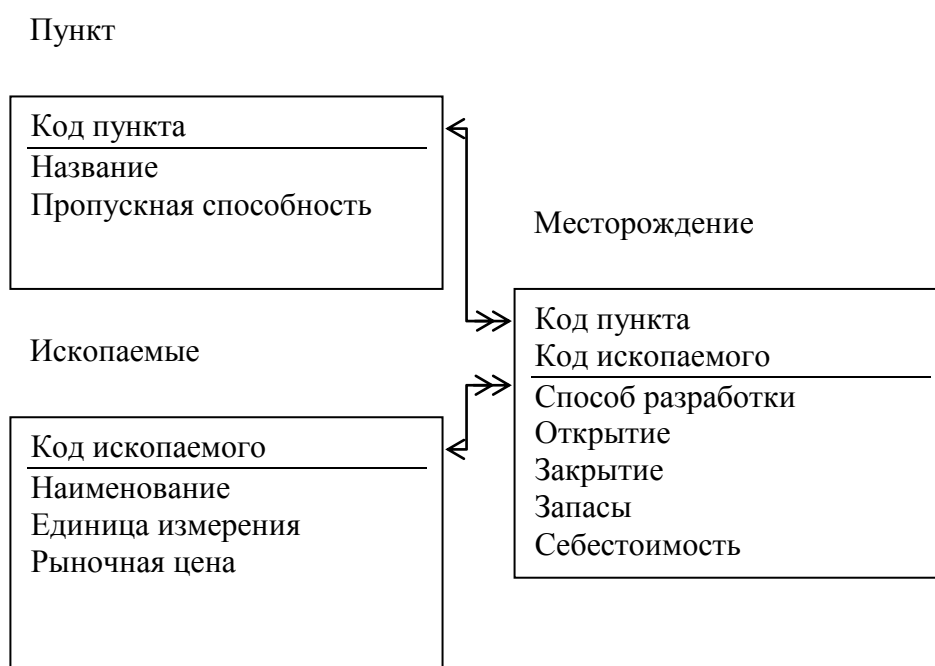 Пункт
Код пункта
Название
Пропускная способность
Месторождение
Код пункта
Код ископаемого
Способ разработки
Открытие
Закрытие
Запасы
Себестоимость
Ископаемые
Код ископаемого
Наименование
Единица измерения
Рыночная цена